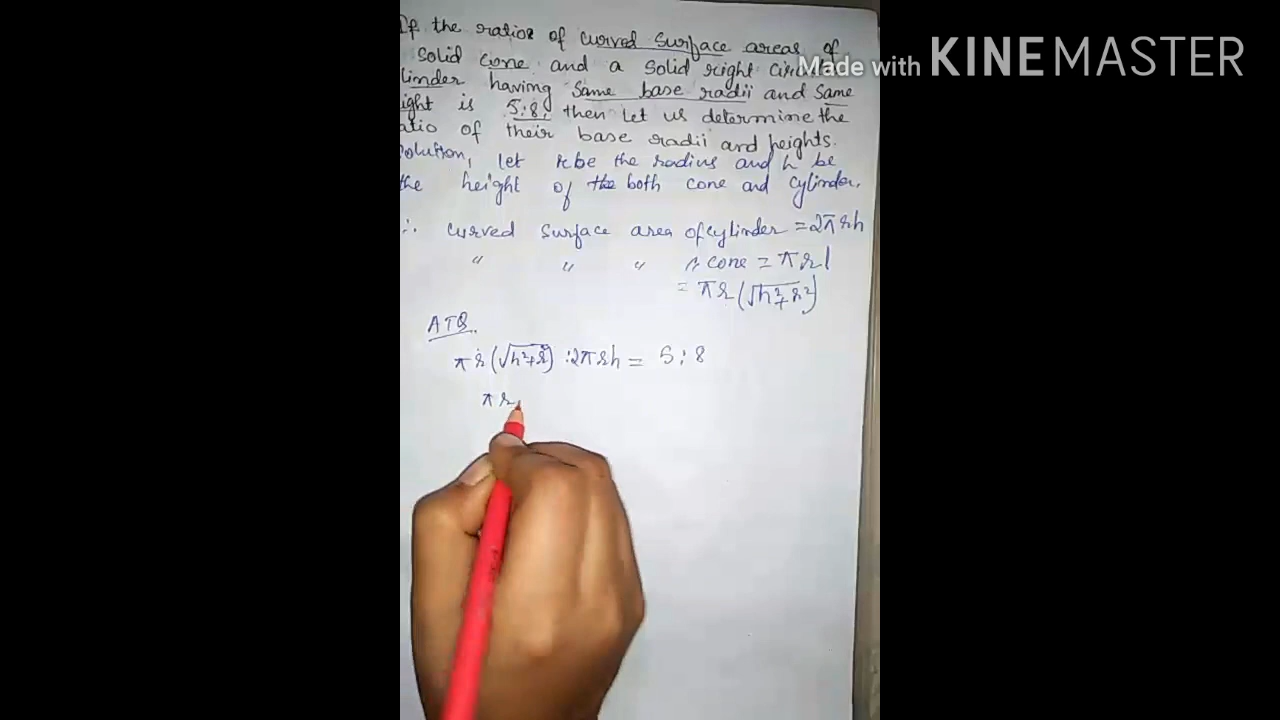 If the ratios of curved surface areas of
solid cone and a solid right circular
linder having same base radii and same
ight is 5:8, then let us determine the
atio of their base radii and heights.
olution, let r be the radius and h be
the height of the both cone and cylinder.
∴ curved surface area of cylinder = 2πrh
" " " " cone = πrl
= πr(√h²+r²)
ATQ..
πr(√h²+r²) : 2πrh = 5:8
πr
Made with KINEMASTER